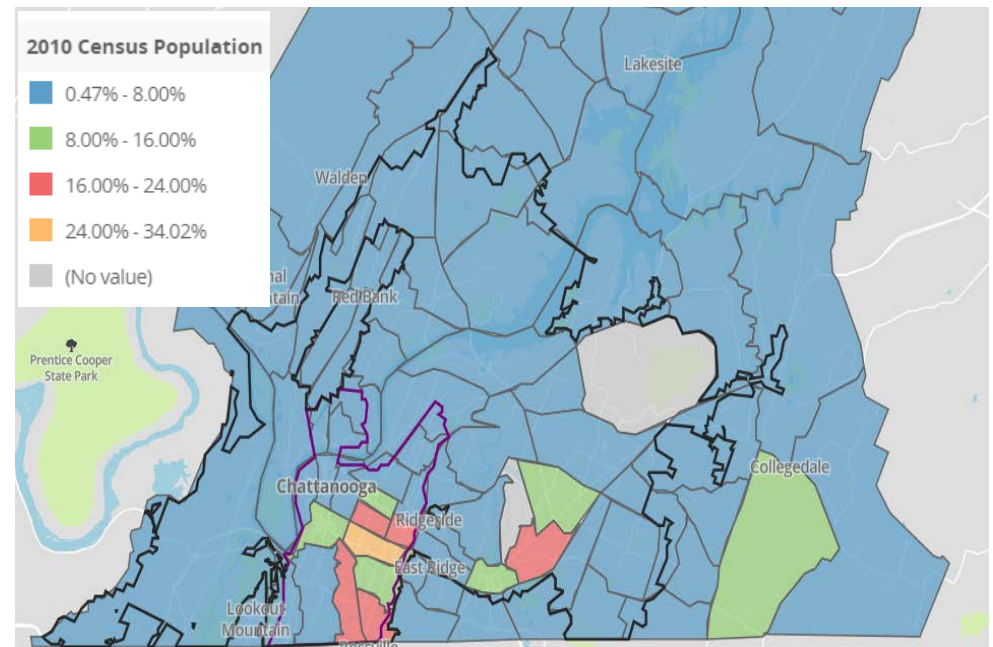 2010 Census Population
0.47% - 8.00%
8.00% - 16.00%
16.00% - 24.00%
24.00% - 34.02%
(No value)
Lakesite
Walden
Red Bank
Prentice Cooper
State Park
Collegedale
Chattanooga
Ridgeside
East Ridge
Lookout
Mountain